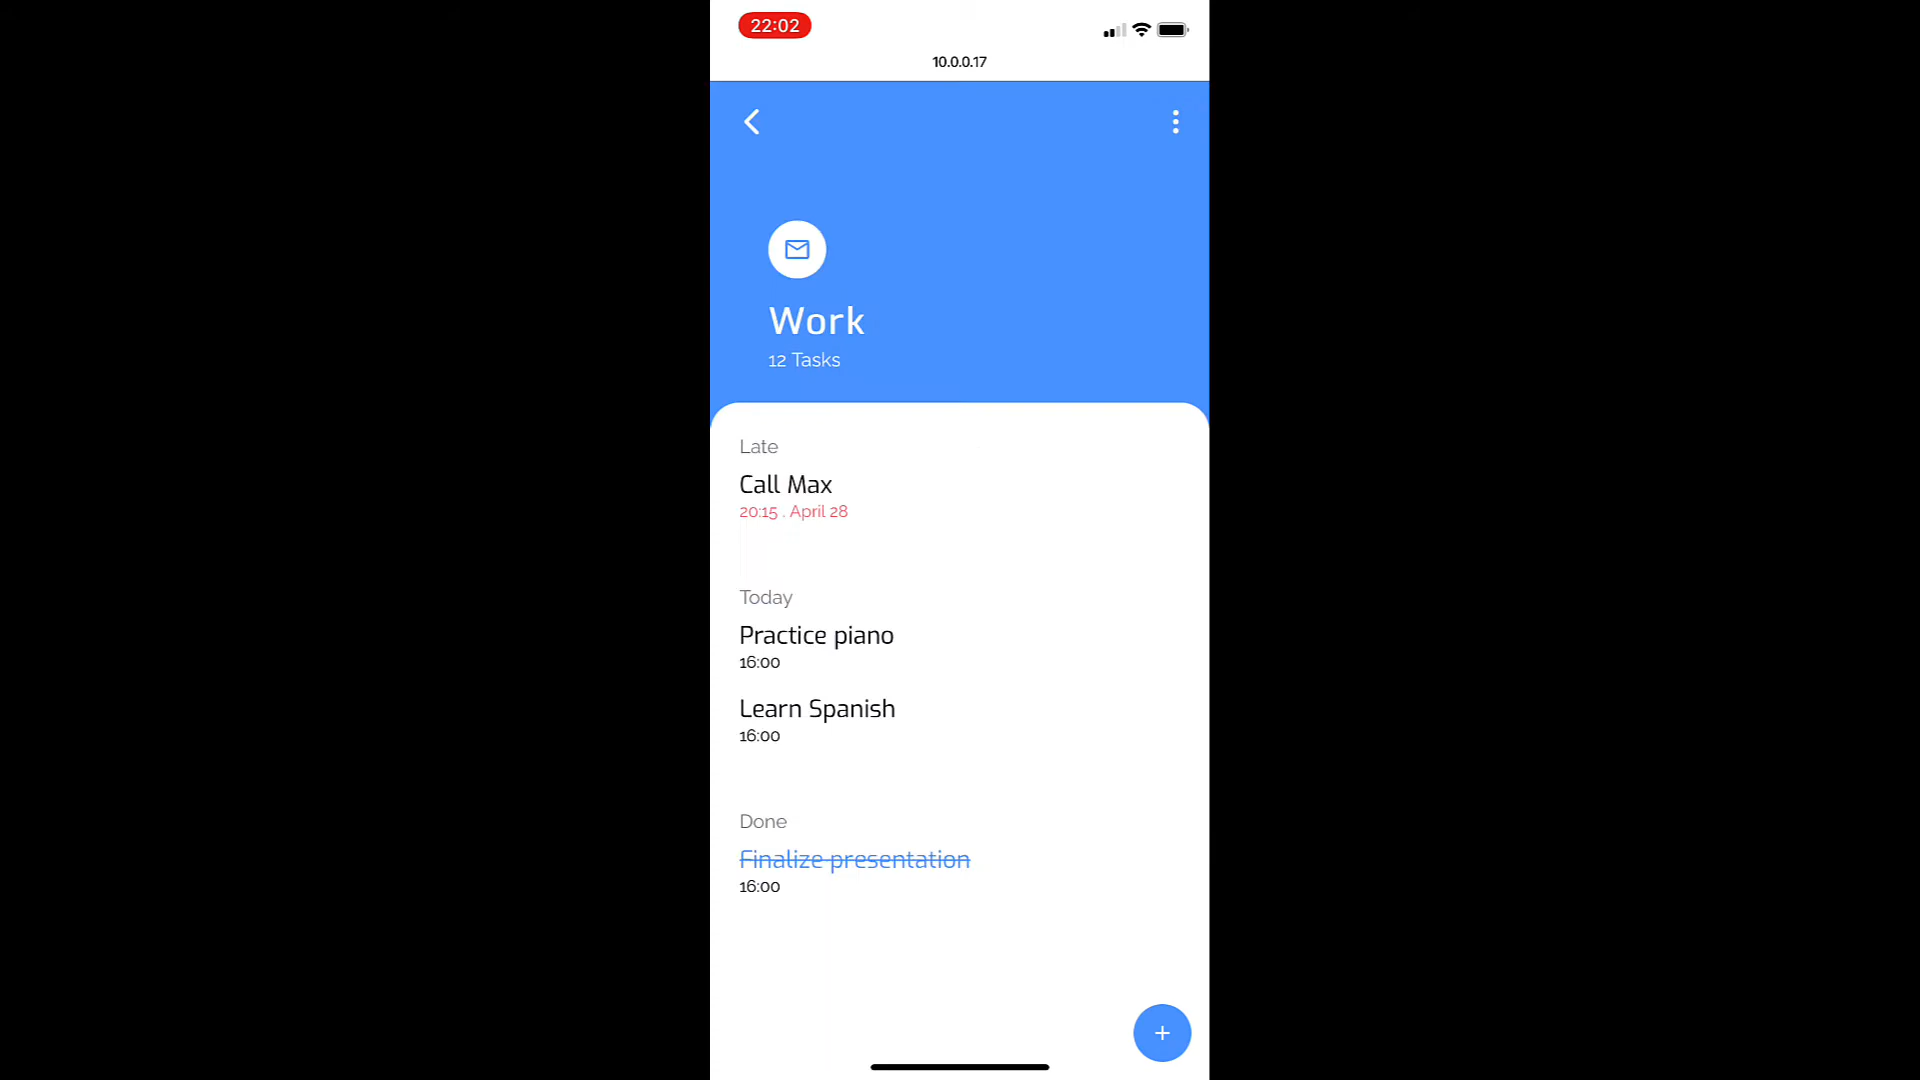 22:02
10.0.0.17
Work
12 Tasks
Late
Call Max
20:15 . April 28
Today
Practice piano
16:00
Learn Spanish
16:00
Done
Finalize presentation
16:00
+